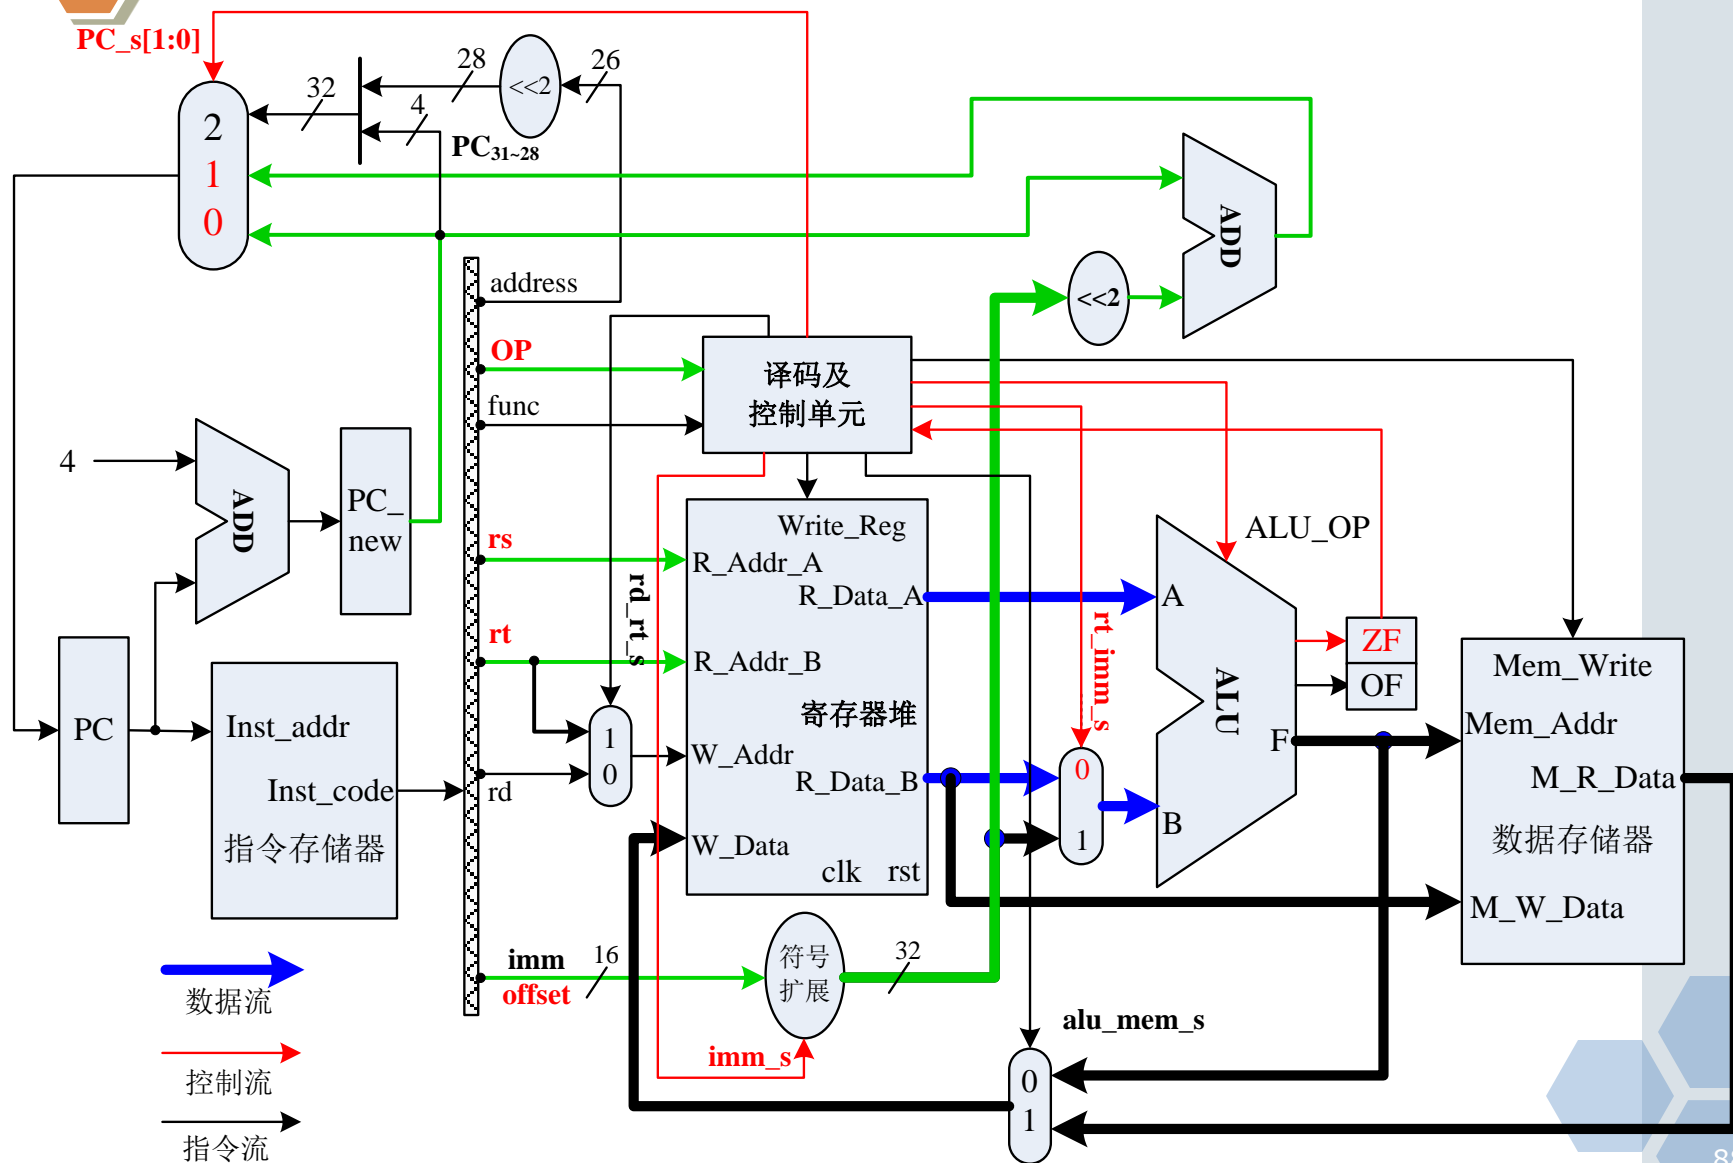 PC_s[1:0]
28
26
<<2
32
4
2
PC31~28
1
0
ADD
address
<<2
OP
译码及
控制单元
func
4
ADD
PC_
new
ALU_OP
Write_Reg
rs
R_Addr_A
R_Data_A
A
rd_rt_s
rt_imm_s
rt
R_Addr_B
ZF
OF
Mem_Write
ALU
寄存器堆
PC
Inst_addr
1
0
W_Addr
F
Mem_Addr
R_Data_B
0
M_R_Data
Inst_code
rd
B
指令存储器
W_Data
1
数据存储器
clk
rst
M_W_Data
imm
16
符号
扩展
32
offset
数据流
alu_mem_s
imm_s
控制流
0
1
指令流
8